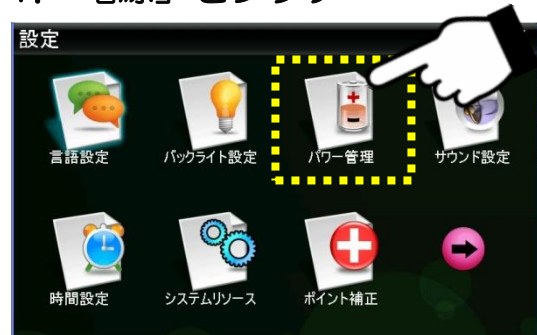 設定
言語設定
バックライト設定
パワー管理
サウンド設定
時間設定
システムリソース
ポイント補正